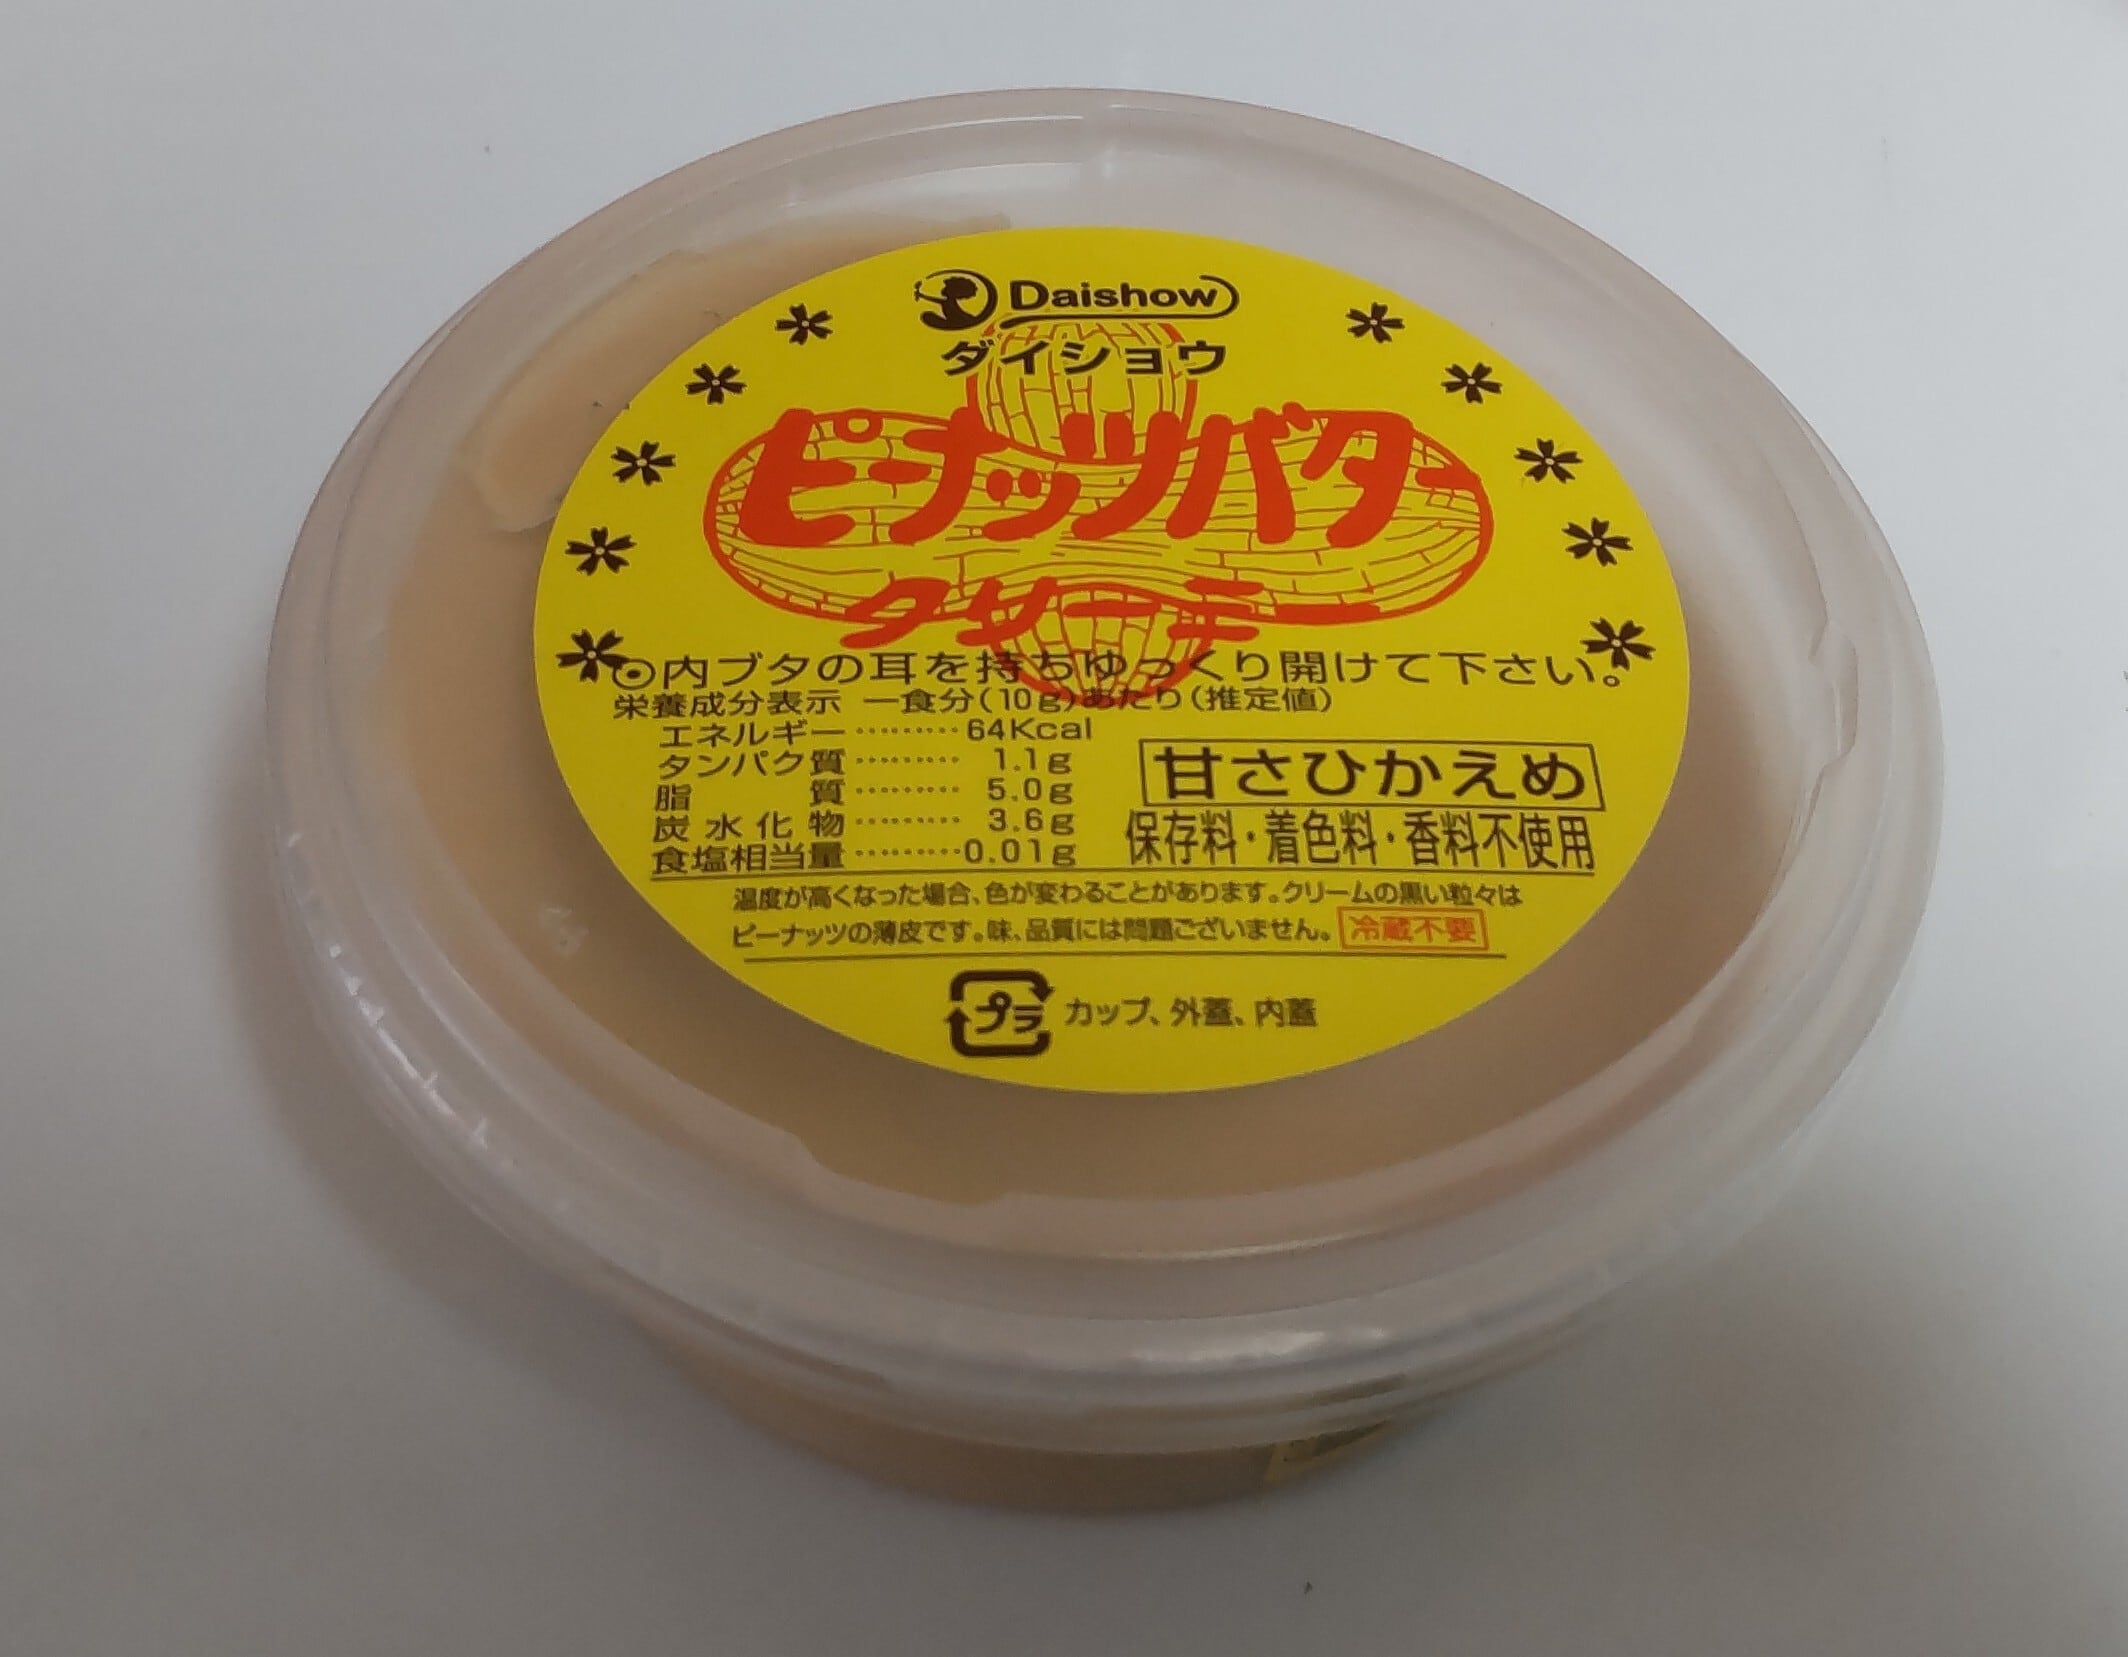 Daishow
ダイショウ
ピーナッツバター
クリーミー
⊙内ブタの耳を持ちゆっくり開けて下さい。
栄養成分表示 一食分(10g)あたり(推定値)
エネルギー………64Kcal
タンパク質……… 1.1g
脂質……… 5.0g
炭水化物……… 3.6g
食塩相当量………0.01g
甘さひかえめ
保存料・着色料・香料不使用
温度が高くなった場合、色が変わることがあります。クリームの黒い粒々は
ピーナッツの薄皮です。味、品質には問題ございません。 冷蔵不要
プラ カップ、外蓋、内蓋